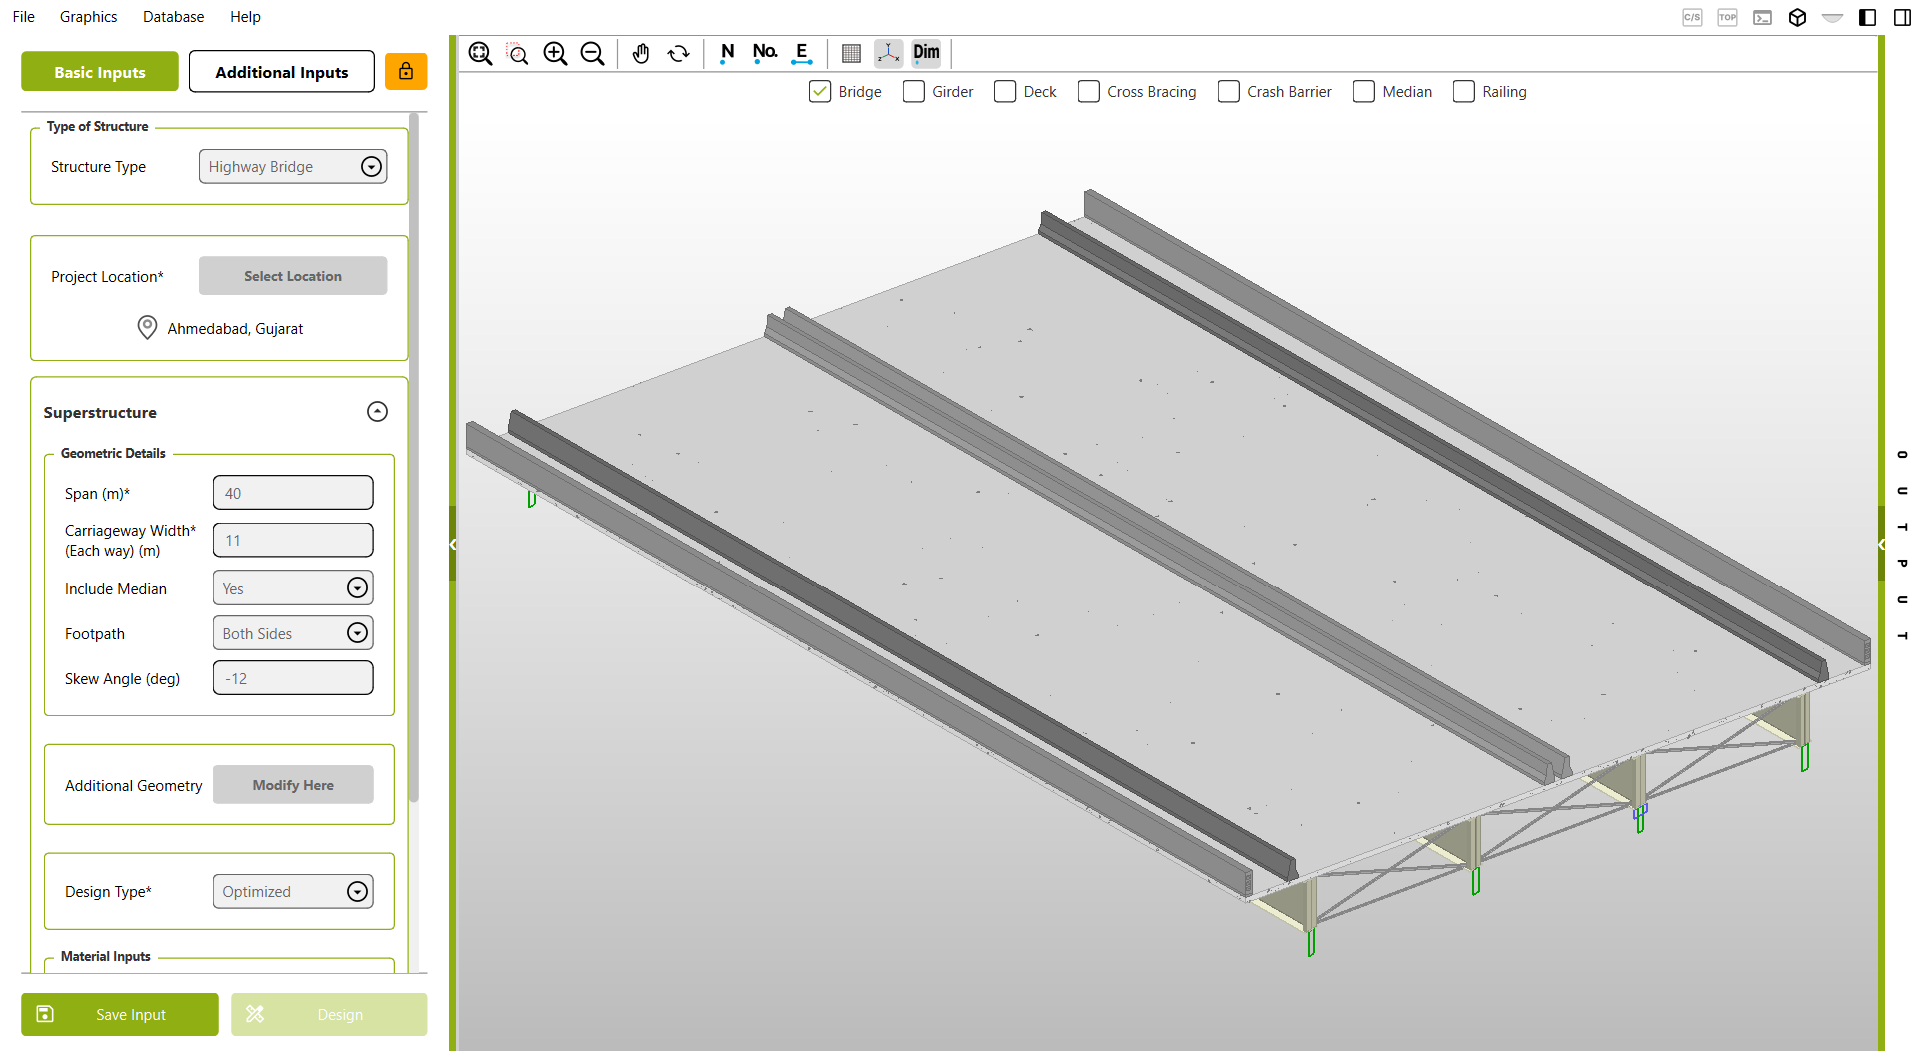 File Graphics Database Help
C/S TOP
Basic Inputs Additional Inputs
N No. E Dim
Bridge Girder Deck Cross Bracing Crash Barrier Median Railing
Type of Structure
Structure Type Highway Bridge
Project Location* Select Location
Ahmedabad, Gujarat
Superstructure
Geometric Details
Span (m)* 40
Carriageway Width*
(Each way) (m) 11
Include Median Yes
Footpath Both Sides
Skew Angle (deg) -12
Additional Geometry Modify Here
Design Type* Optimized
Material Inputs
Save Input Design
Y
Z X
OUTPUT